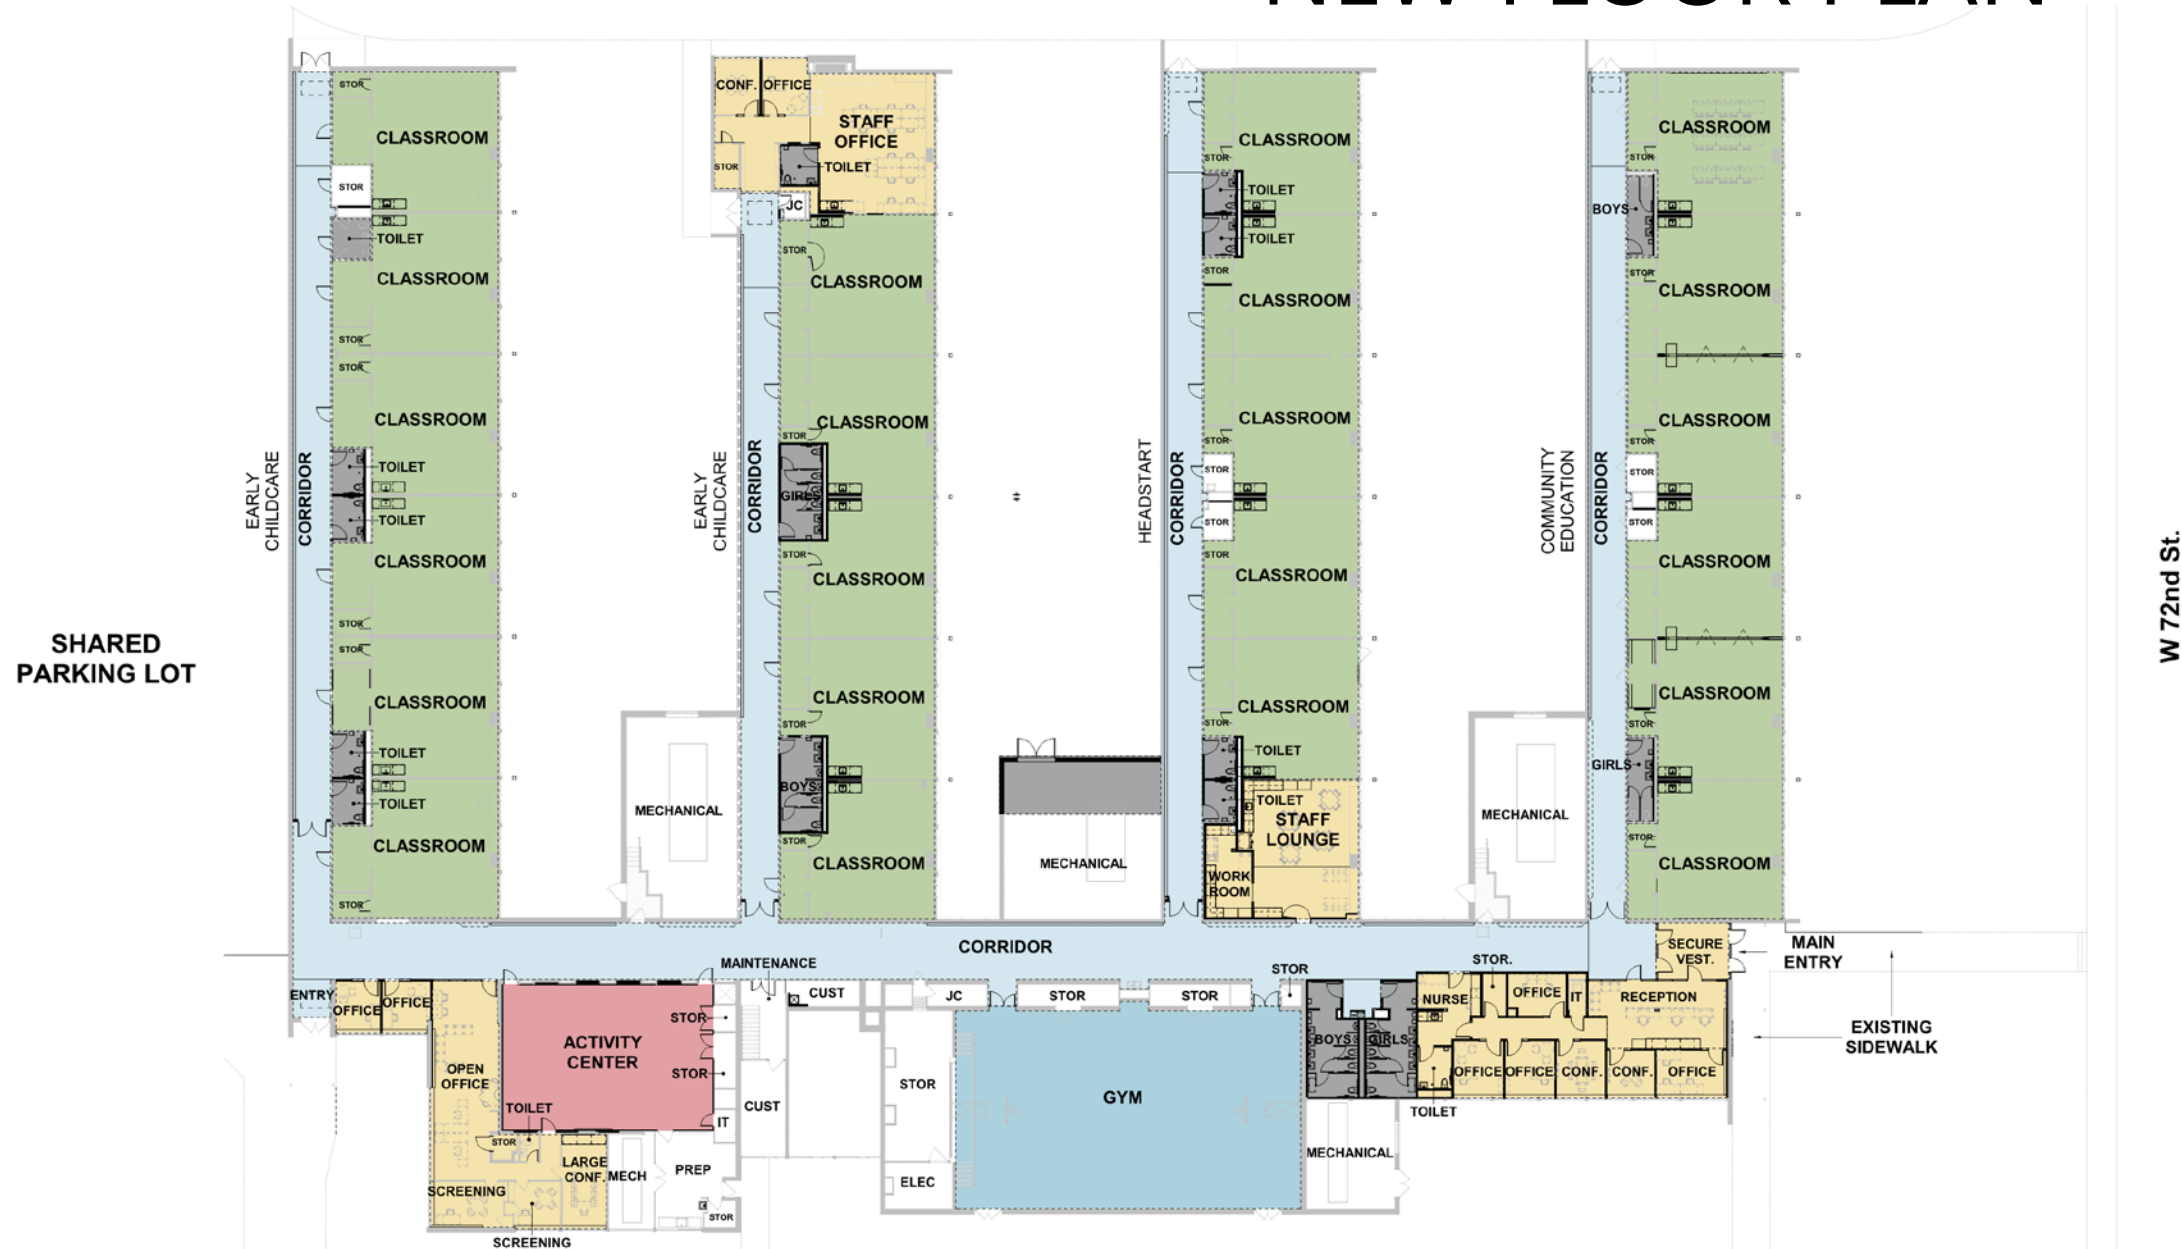 NEW FLOOR PLAN
STOR
CLASSROOM
STOR
TOILET
CLASSROOM
STOR
STOR
CLASSROOM
TOILET
TOILET
CLASSROOM
STOR
STOR
CLASSROOM
TOILET
TOILET
CLASSROOM
STOR
EARLY
CHILDCARE
CORRIDOR
SHARED
PARKING LOT
CONF.
OFFICE
STAFF
OFFICE
STOR
TOILET
JC
STOR
CLASSROOM
CLASSROOM
STOR
GIRLS
STOR
CLASSROOM
CLASSROOM
STOR
BOYS
STOR
CLASSROOM
EARLY
CHILDCARE
CORRIDOR
MECHANICAL
MECHANICAL
CLASSROOM
STOR
TOILET
TOILET
STOR
CLASSROOM
CLASSROOM
STOR
STOR
STOR
STOR
CLASSROOM
CLASSROOM
STOR
TOILET
TOILET
STAFF
LOUNGE
WORK
ROOM
HEADSTART
CORRIDOR
MECHANICAL
CLASSROOM
STOR
BOYS
STOR
CLASSROOM
CLASSROOM
STOR
STOR
STOR
CLASSROOM
CLASSROOM
STOR
GIRLS
STOR
CLASSROOM
COMMUNITY
EDUCATION
CORRIDOR
W 72nd St.
CORRIDOR
SECURE
VEST.
MAIN
ENTRY
EXISTING
SIDEWALK
ENTRY
OFFICE
OFFICE
OPEN
OFFICE
ACTIVITY
CENTER
STOR
STOR
IT
TOILET
STOR
LARGE
CONF.
MECH
PREP
STOR
SCREENING
SCREENING
MAINTENANCE
CUST
CUST
JC
STOR
STOR
STOR
STOR
ELEC
GYM
BOYS
GIRLS
MECHANICAL
STOR.
NURSE
OFFICE
IT
RECEPTION
OFFICE
OFFICE
CONF.
CONF.
OFFICE
TOILET